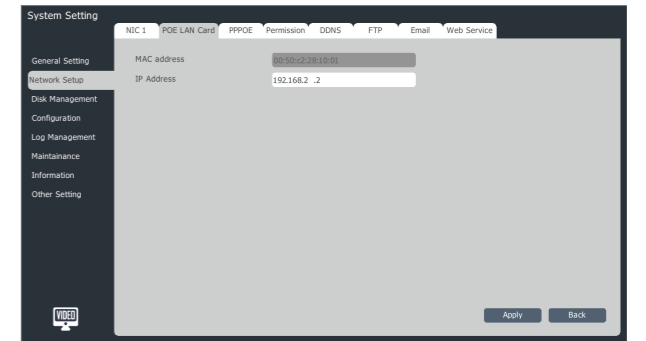 System Setting
NIC 1 POE LAN Card PPPOE Permission DDNS FTP Email Web Service
General Setting
Network Setup
Disk Management
Configuration
Log Management
Maintainance
Information
Other Setting
MAC address 00:50:c2:28:10:01
IP Address 192.168.2 .2
VIDEO
Apply Back